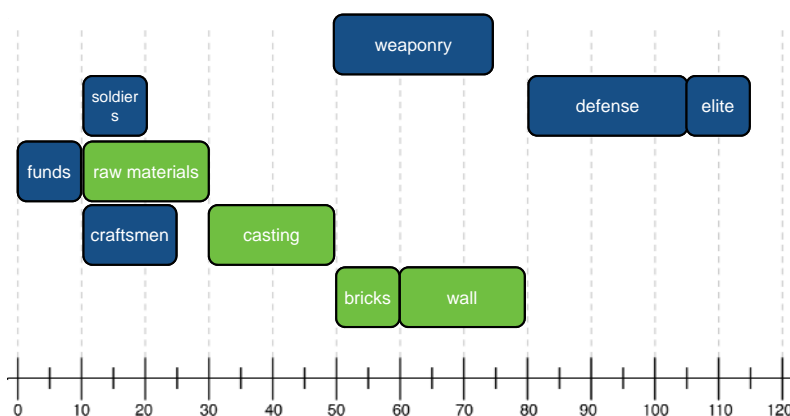 weaponry
soldier
s
defense
elite
funds
raw materials
craftsmen
casting
bricks
wall
0 10 20 30 40 50 60 70 80 90 100 110 120